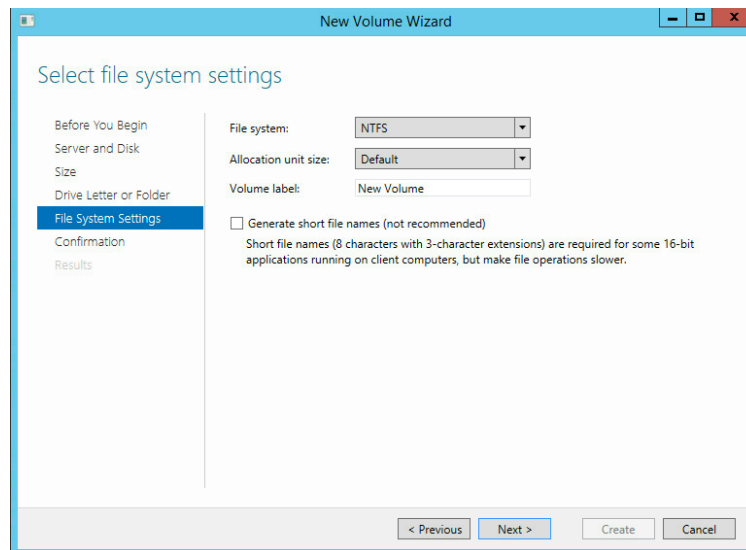 New Volume Wizard
Select file system settings
Before You Begin
Server and Disk
Size
Drive Letter or Folder
File System Settings
Confirmation
Results
File system: NTFS
Allocation unit size: Default
Volume label: New Volume
Generate short file names (not recommended)
Short file names (8 characters with 3-character extensions) are required for some 16-bit
applications running on client computers, but make file operations slower.
< Previous Next > Create Cancel